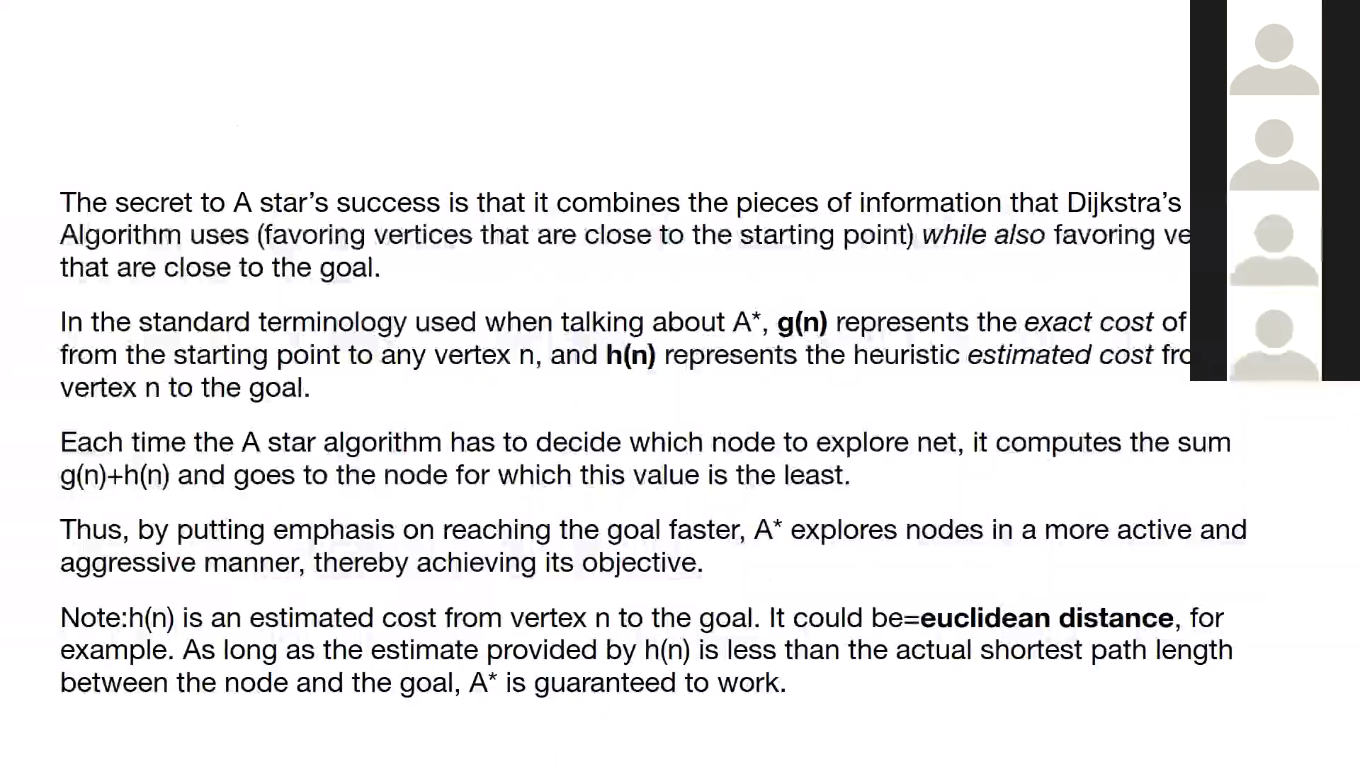 The secret to A star’s success is that it combines the pieces of information that Dijkstra’s
Algorithm uses (favoring vertices that are close to the starting point) while also favoring
that are close to the goal.
In the standard terminology used when talking about A*, g(n) represents the exact cost of
from the starting point to any vertex n, and h(n) represents the heuristic estimated cost
vertex n to the goal.
Each time the A star algorithm has to decide which node to explore net, it computes the sum
g(n)+h(n) and goes to the node for which this value is the least.
Thus, by putting emphasis on reaching the goal faster, A* explores nodes in a more active and
aggressive manner, thereby achieving its objective.
Note:h(n) is an estimated cost from vertex n to the goal. It could be=euclidean distance, for
example. As long as the estimate provided by h(n) is less than the actual shortest path length
between the node and the goal, A* is guaranteed to work.